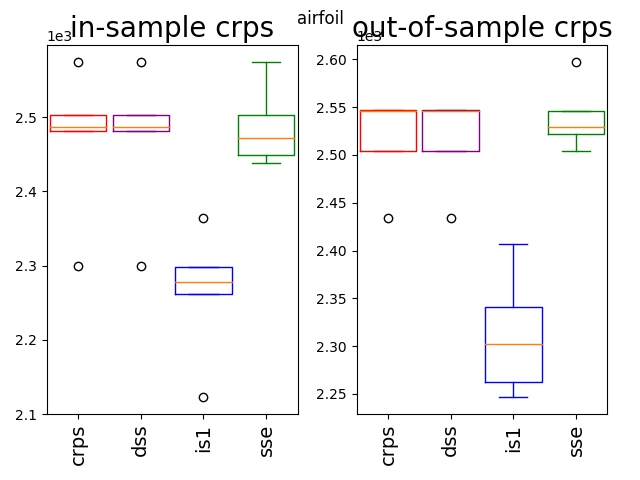 airfoil
in-sample crps
1e3
2.5
2.4
2.3
2.2
2.1
crps
dss
is1
sse
out-of-sample crps
1e3
2.60
2.55
2.50
2.45
2.40
2.35
2.30
2.25
crps
dss
is1
sse